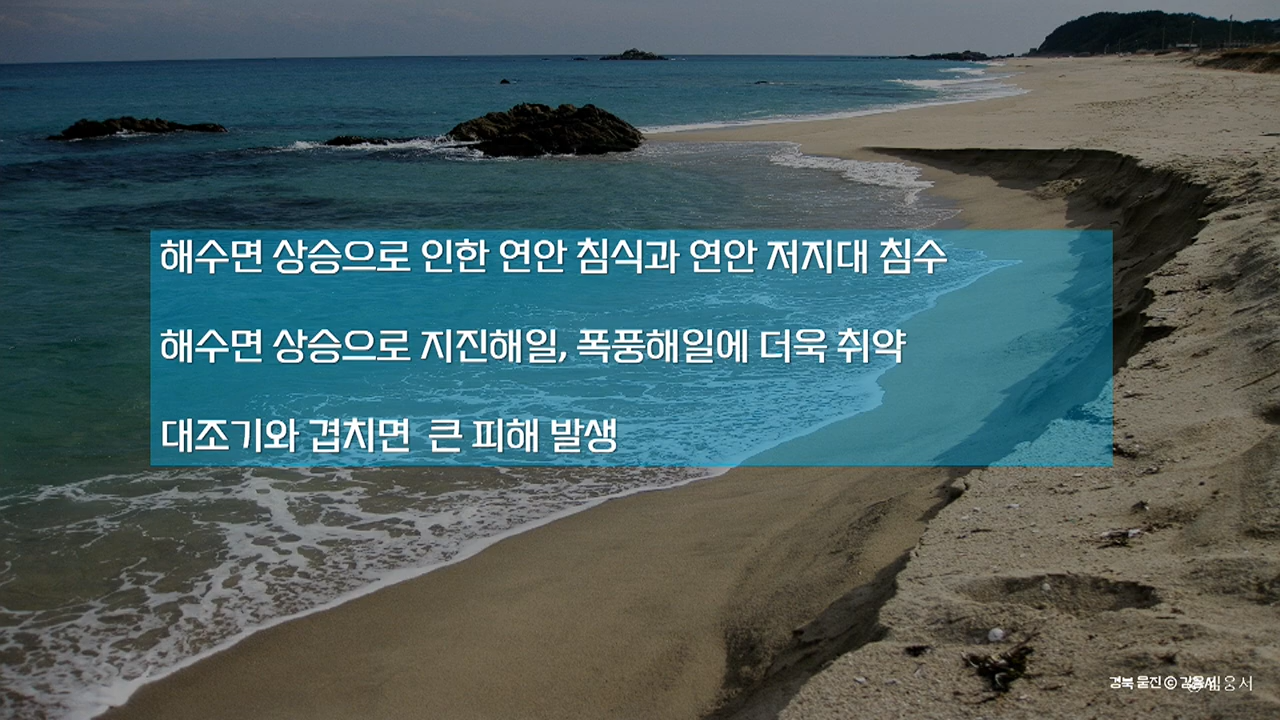 해수면 상승으로 인한 연안 침식과 연안 저지대 침수
해수면 상승으로 지진해일, 폭풍해일에 더욱 취약
대조기와 겹치면 큰 피해 발생
경북 울진 ©